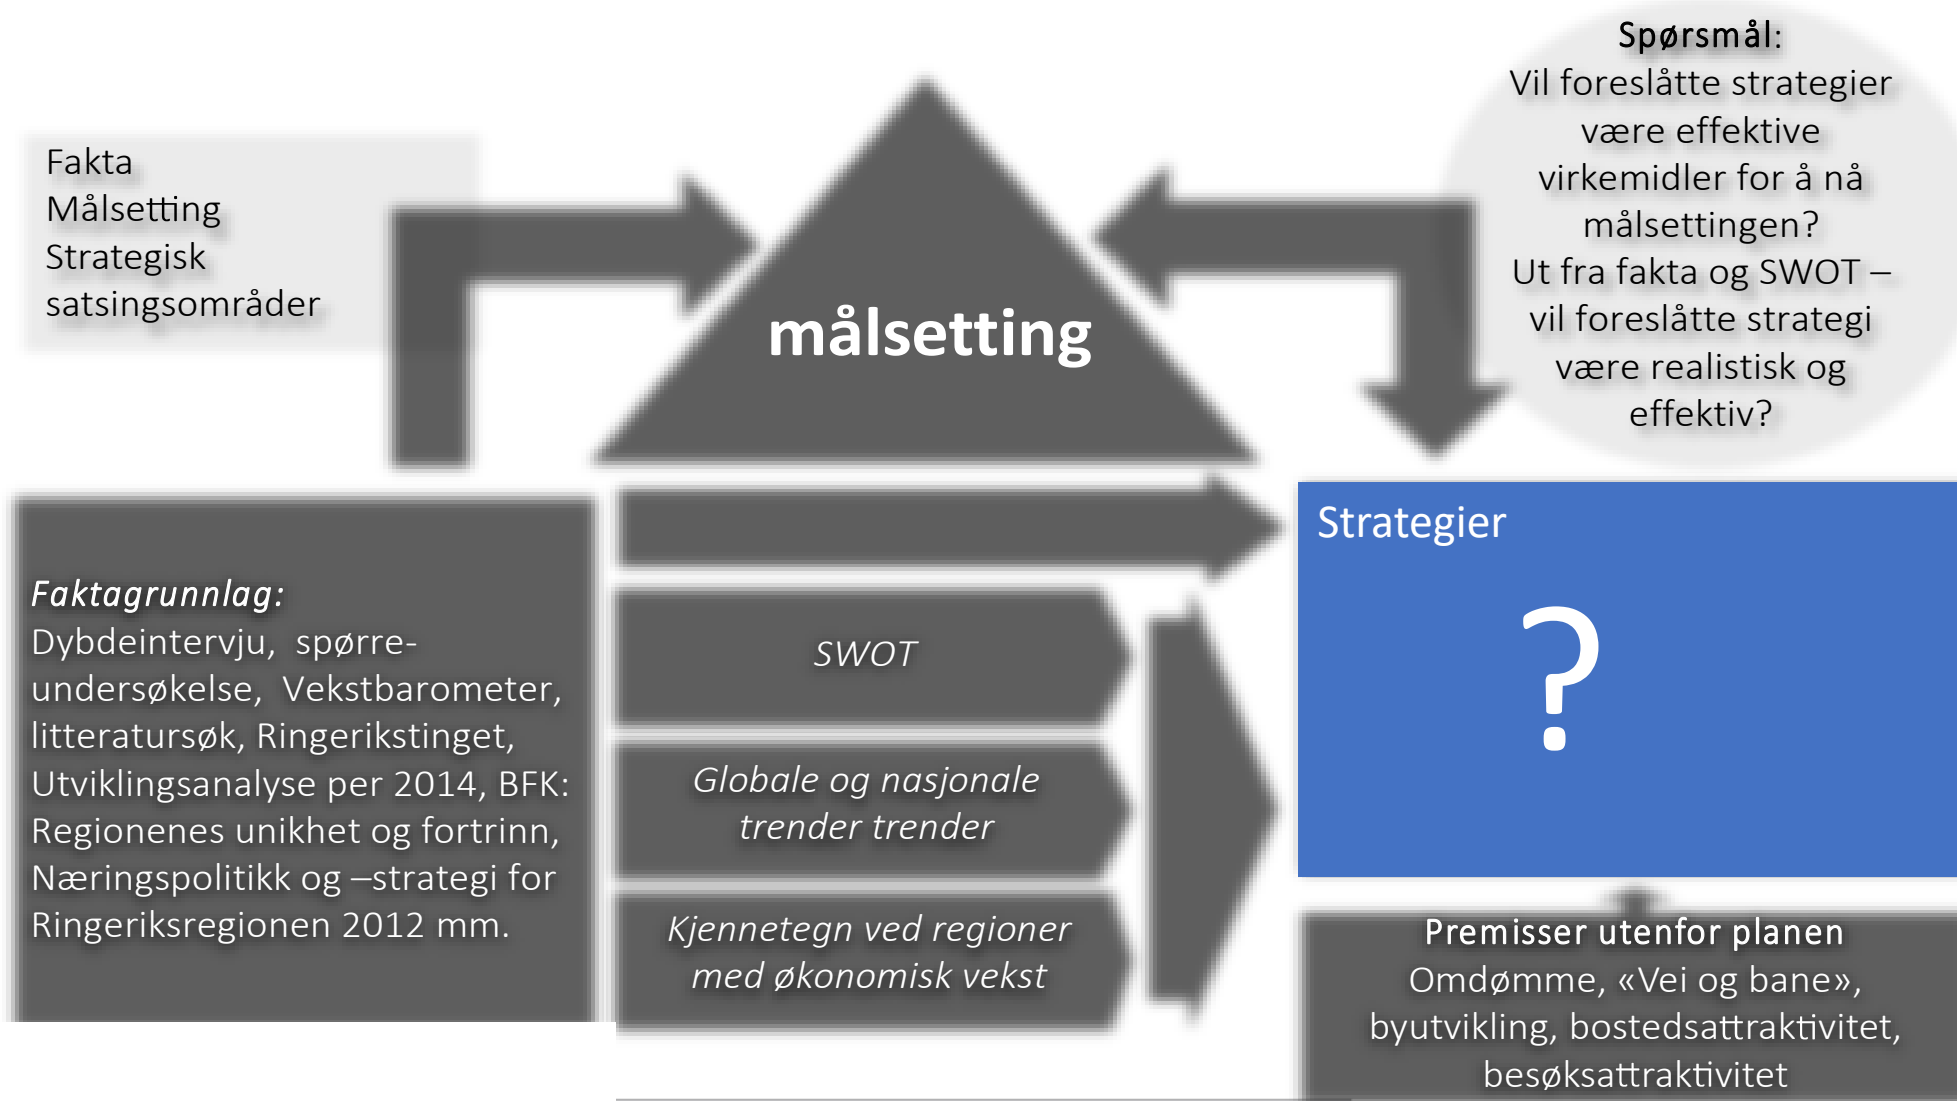 Spørsmål:
Vil foreslåtte strategier
være effektive
virkemidler for å nå
målsettingen?
Ut fra fakta og SWOT –
vil foreslåtte strategi
være realistisk og
effektiv?
Fakta
Målsetting
Strategisk
satsingsområder
målsetting
Faktagrunnlag:
Dybdeintervju, spørre-
undersøkelse, Vekstbarometer,
litteratursøk, Ringerikstinget,
Utviklingsanalyse per 2014, BFK:
Regionenes unikhet og fortrinn,
Næringspolitikk og –strategi for
Ringeriksregionen 2012 mm.
SWOT
Globale og nasjonale
trender trender
Kjennetegn ved regioner
med økonomisk vekst
Strategier
?
Premisser utenfor planen
Omdømme, «Vei og bane»,
byutvikling, bostedsattraktivitet,
besøksattraktivitet